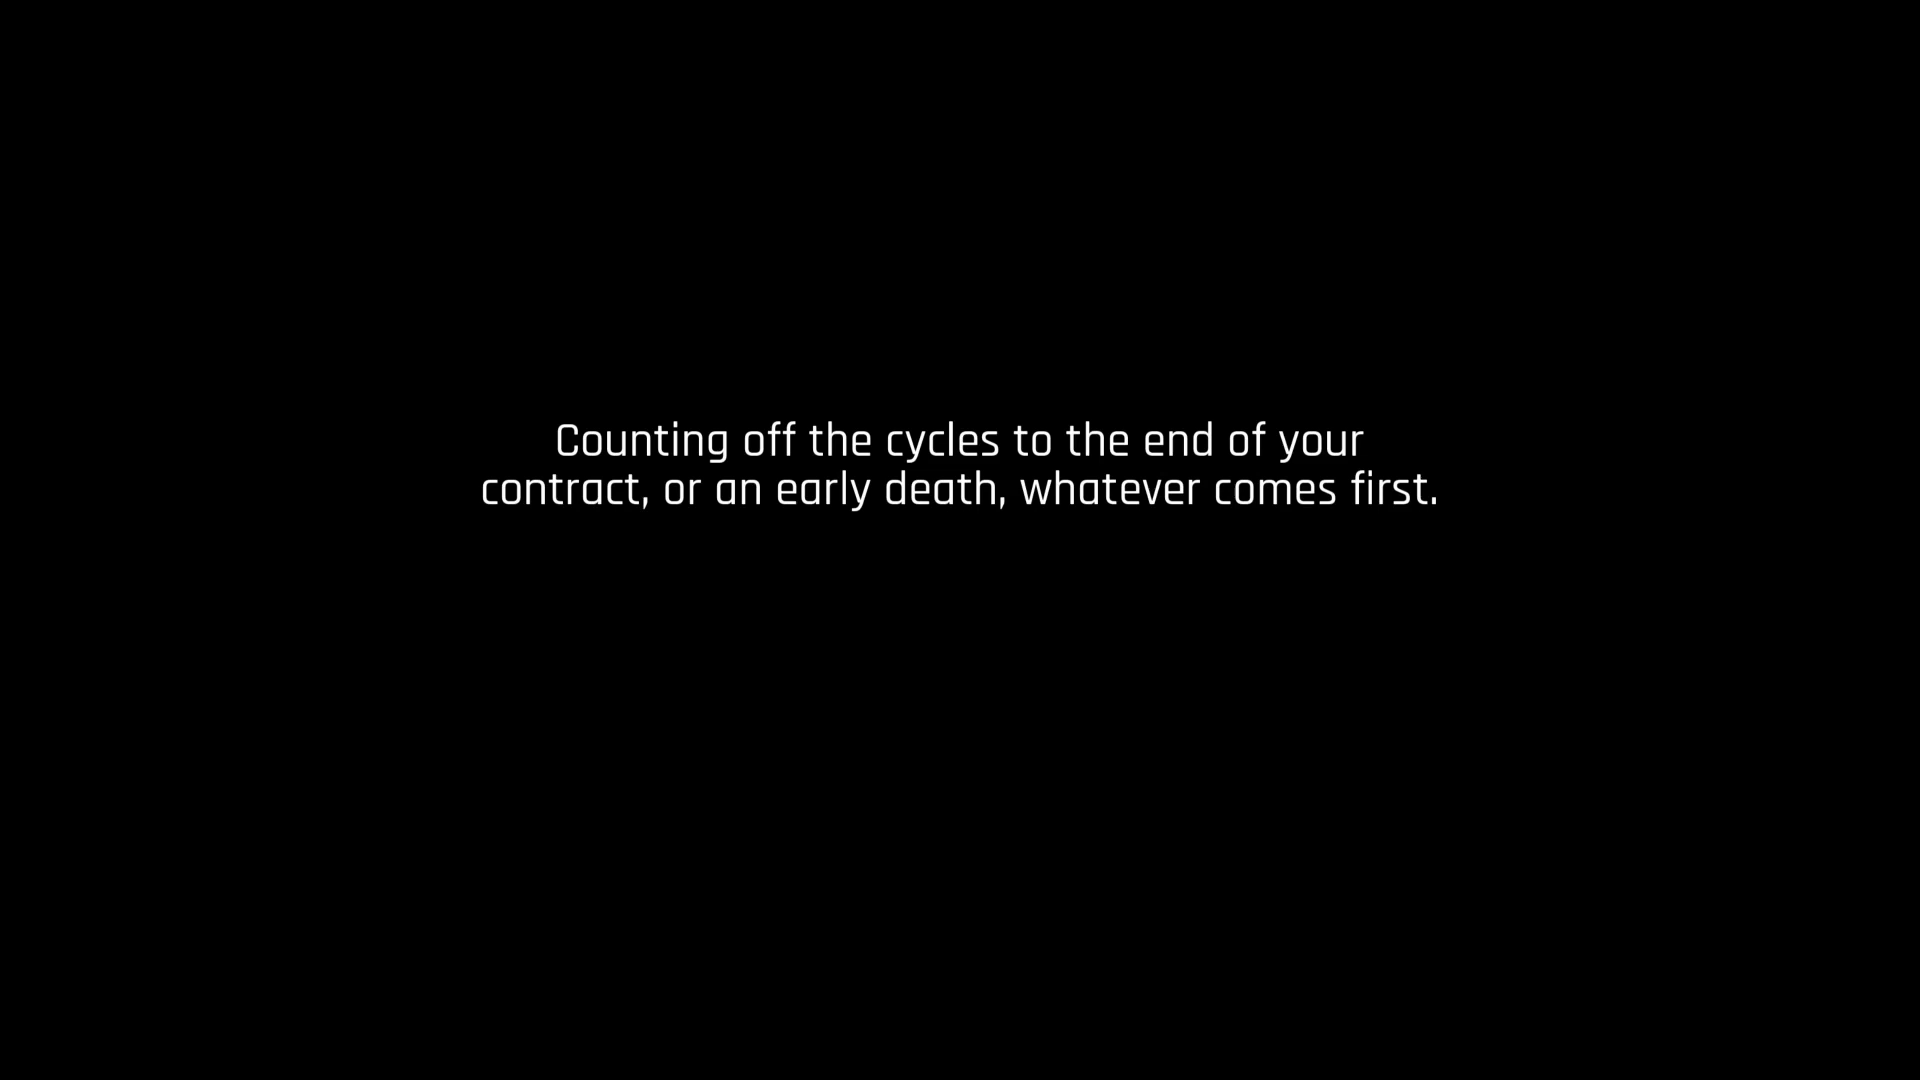 Counting off the cycles to the end of your
contract, or an early death, whatever comes first.